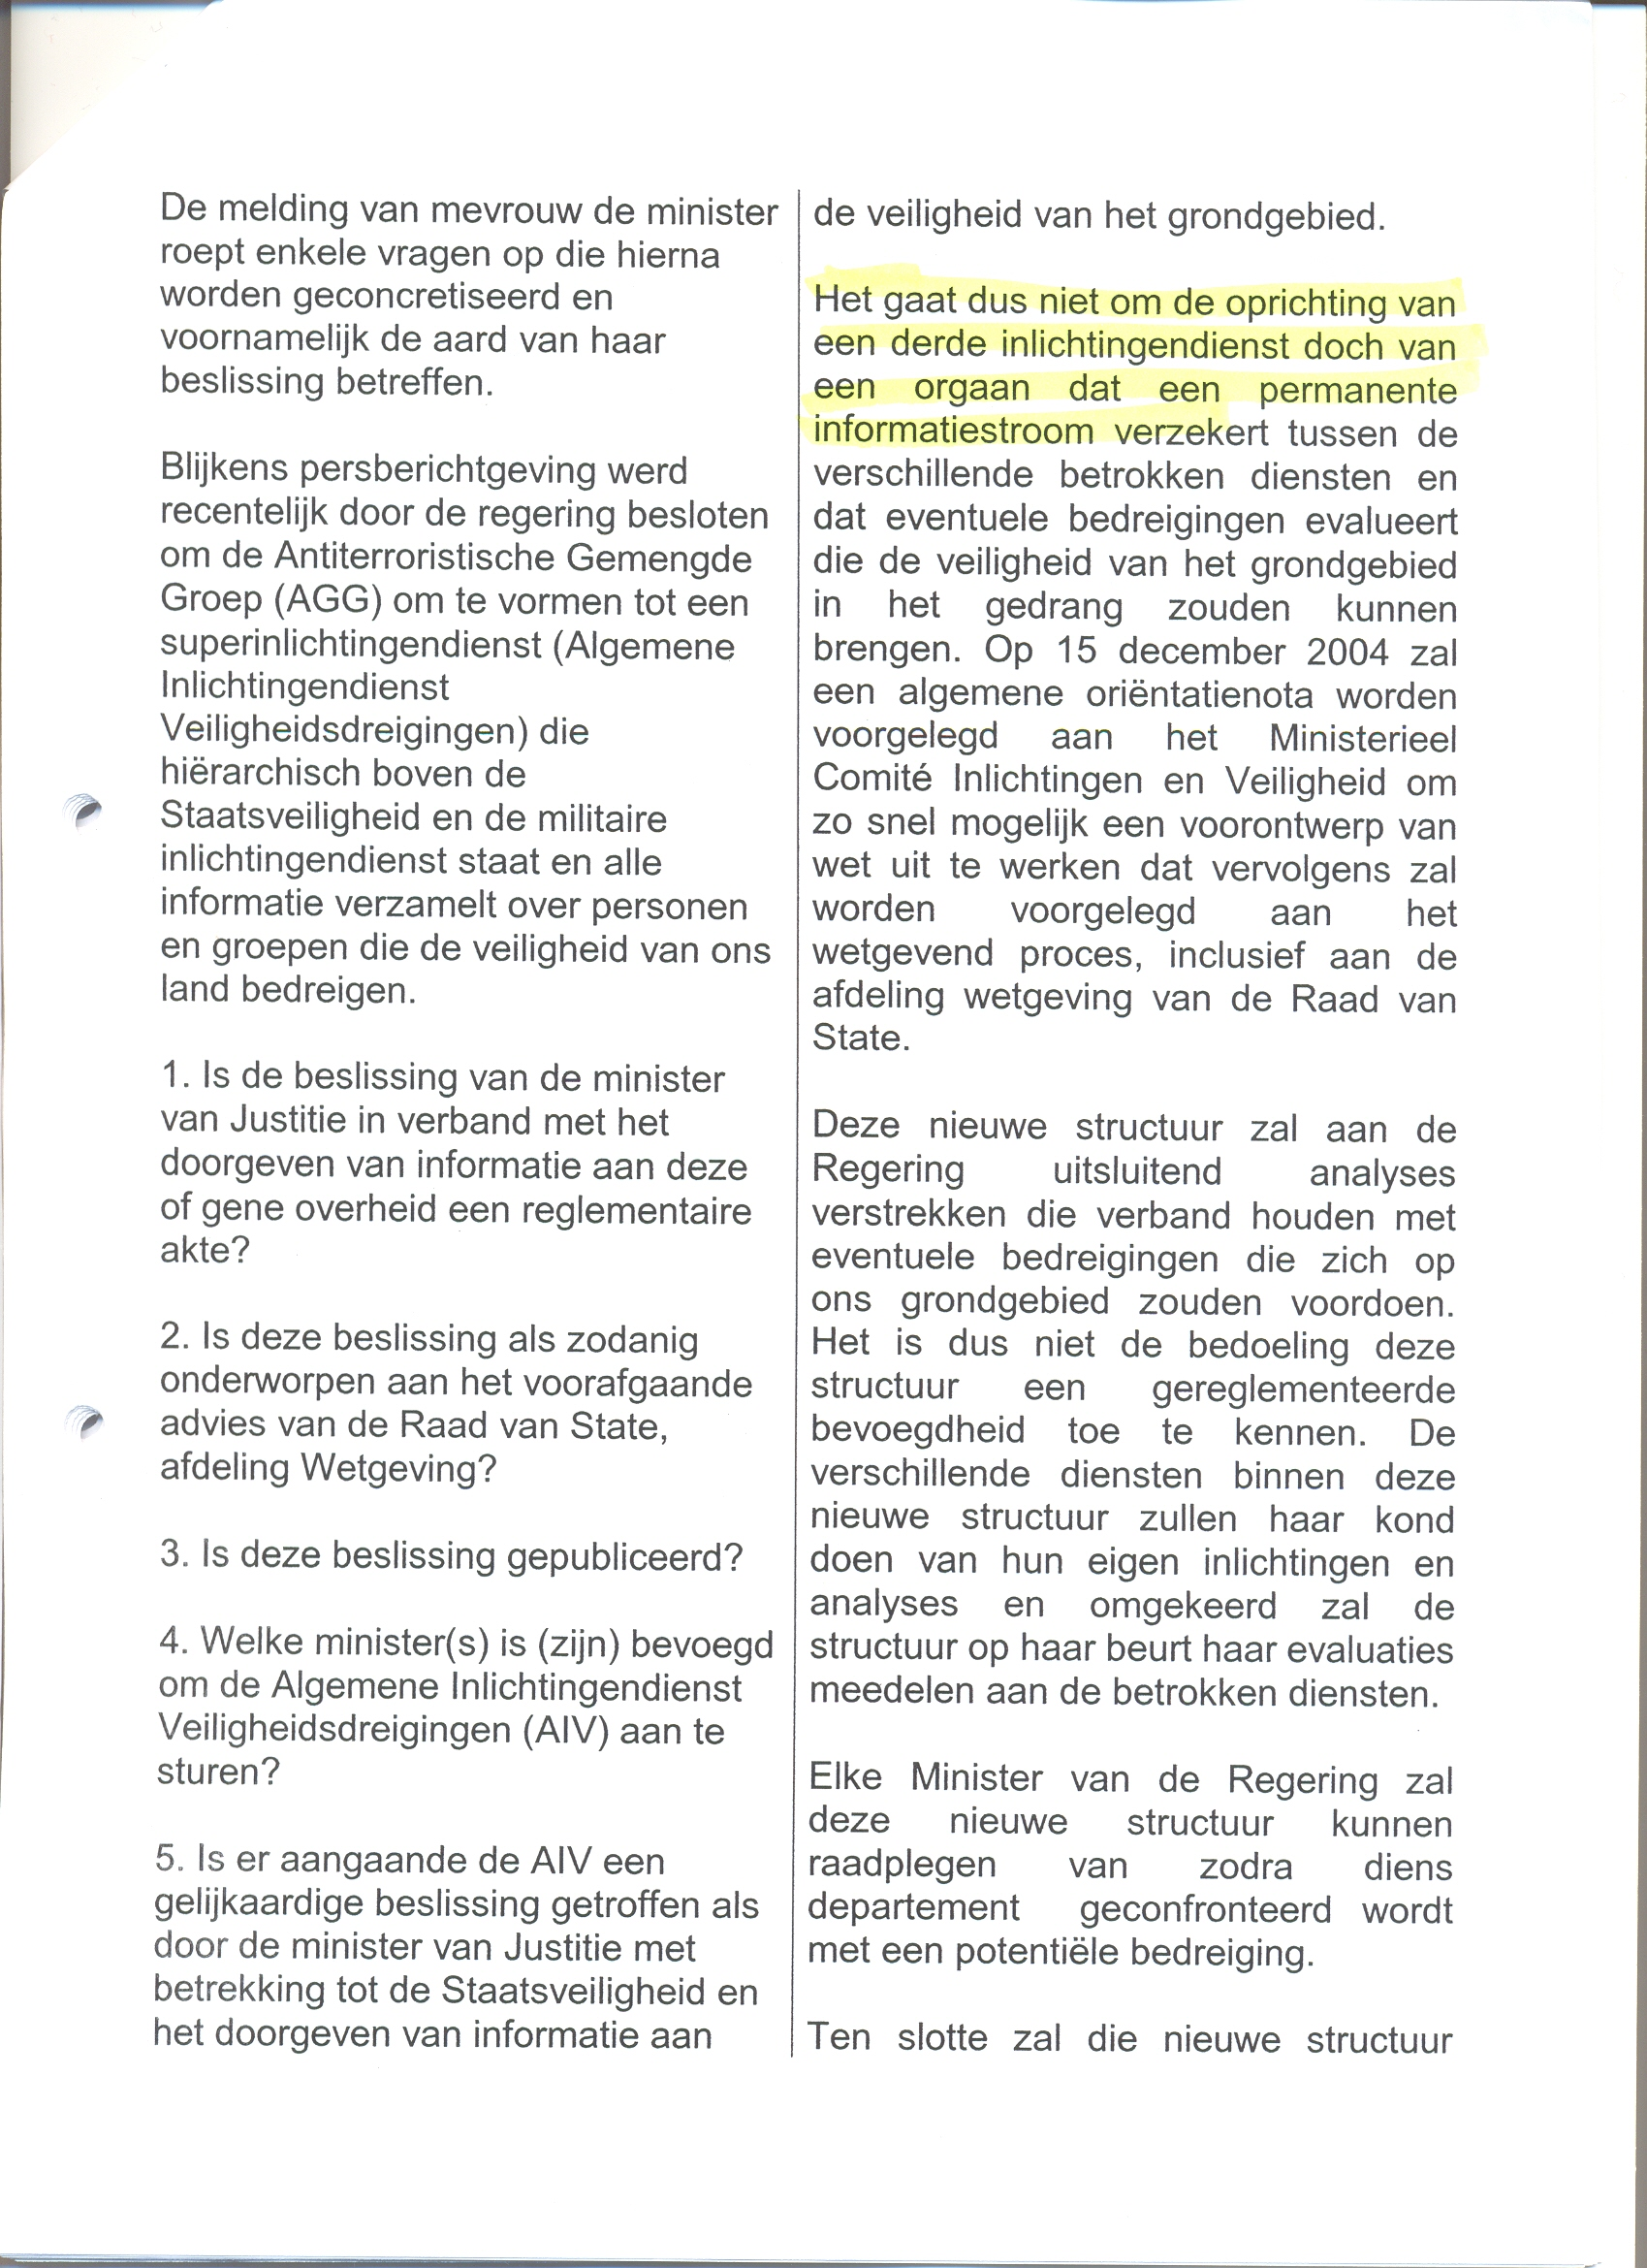 De melding van mevrouw de minister
roept enkele vragen op die hierna
worden geconcretiseerd en
voornamelijk de aard van haar
beslissing betreffen.
Blijkens persberichtgeving werd
recentelijk door de regering besloten
om de Antiterroristische Gemengde
Groep (AGG) om te vormen tot een
superinlichtingendienst (Algemene
Inlichtingendienst
Veiligheidsdreigingen) die
hiërarchisch boven de
Staatsveiligheid en de militaire
inlichtingendienst staat en alle
informatie verzamelt over personen
en groepen die de veiligheid van ons
land bedreigen.
1. Is de beslissing van de minister
van Justitie in verband met het
doorgeven van informatie aan deze
of gene overheid een reglementaire
akte?
2. Is deze beslissing als zodanig
onderworpen aan het voorafgaande
advies van de Raad van State,
afdeling Wetgeving?
3. Is deze beslissing gepubliceerd?
4. Welke minister(s) is (zijn) bevoegd
om de Algemene Inlichtingendienst
Veiligheidsdreigingen (AIV) aan te
sturen?
5. Is er aangaande de AIV een
gelijkaardige beslissing getroffen als
door de minister van Justitie met
betrekking tot de Staatsveiligheid en
het doorgeven van informatie aan
de veiligheid van het grondgebied.
Het gaat dus niet om de oprichting van
een derde inlichtingendienst doch van
een orgaan dat een permanente
informatiestroom verzekert tussen de
verschillende betrokken diensten en
dat eventuele bedreigingen evalueert
die de veiligheid van het grondgebied
in het gedrang zouden kunnen
brengen. Op 15 december 2004 zal
een algemene oriëntatienota worden
voorgelegd aan het Ministerieel
Comité Inlichtingen en Veiligheid om
zo snel mogelijk een voorontwerp van
wet uit te werken dat vervolgens zal
worden voorgelegd aan het
wetgevend proces, inclusief aan de
afdeling wetgeving van de Raad van
State.
Deze nieuwe structuur zal aan de
Regering uitsluitend analyses
verstrekken die verband houden met
eventuele bedreigingen die zich op
ons grondgebied zouden voordoen.
Het is dus niet de bedoeling deze
structuur een gereglementeerde
bevoegdheid toe te kennen. De
verschillende diensten binnen deze
nieuwe structuur zullen haar kond
doen van hun eigen inlichtingen en
analyses en omgekeerd zal de
structuur op haar beurt haar evaluaties
meedelen aan de betrokken diensten.
Elke Minister van de Regering zal
deze nieuwe structuur kunnen
raadplegen van zodra diens
departement geconfronteerd wordt
met een potentiële bedreiging.
Ten slotte zal die nieuwe structuur